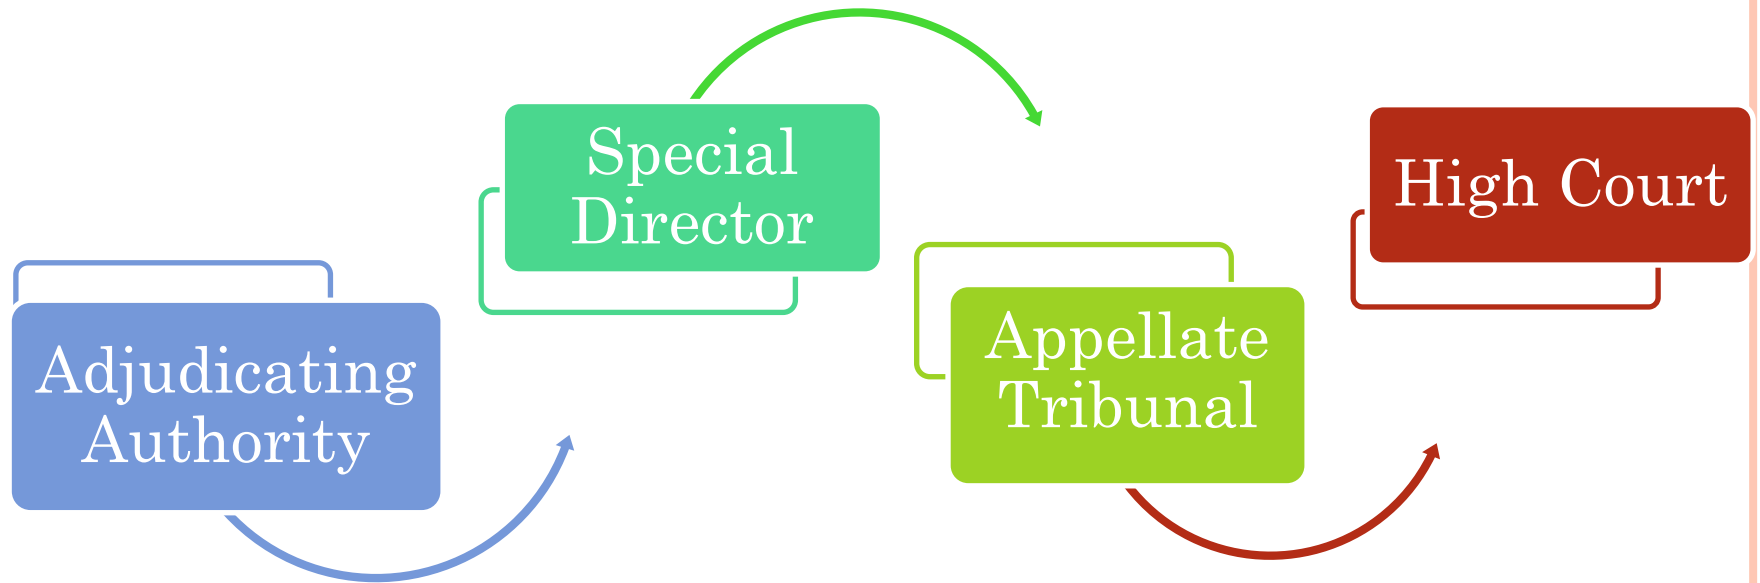 Adjudicating
Authority
Special
Director
Appellate
Tribunal
High Court